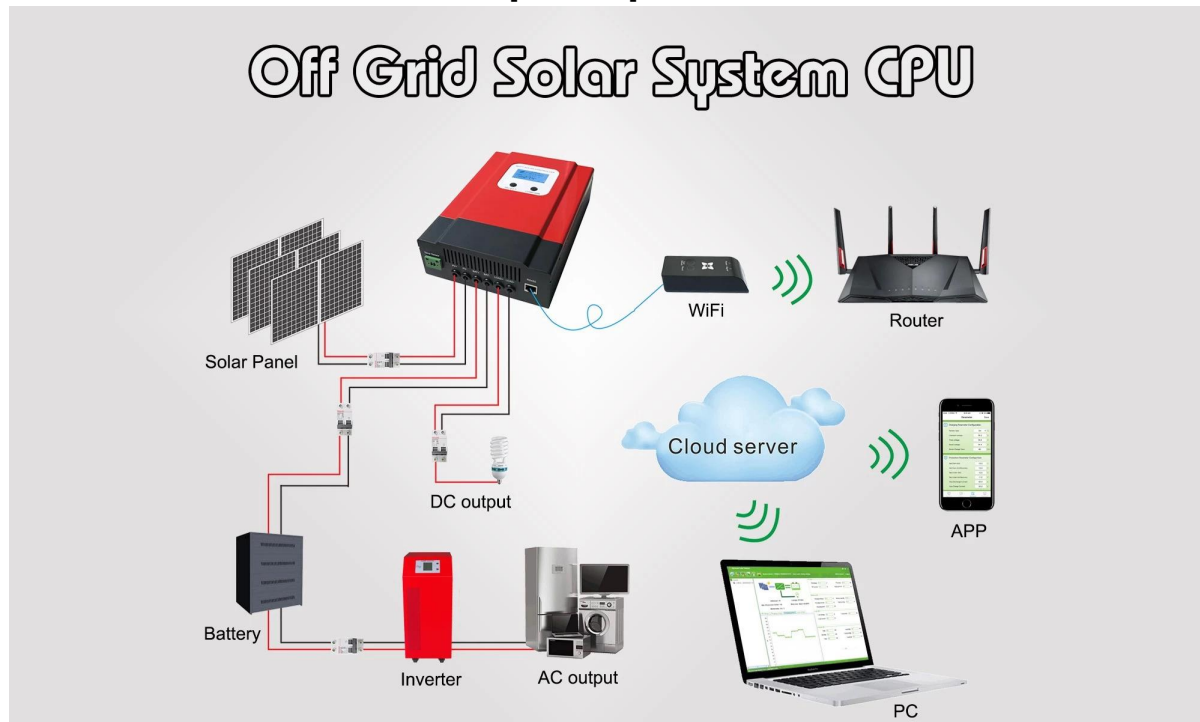 Off Grid Solar System CPU
WiFi
Router
Solar Panel
Cloud server
DC output
APP
Battery
Inverter
AC output
PC